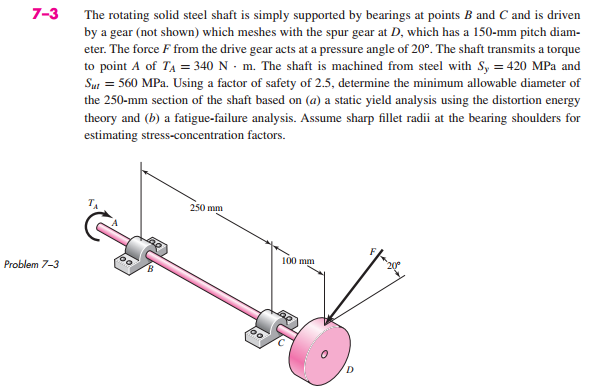 7–3 The rotating solid steel shaft is simply supported by bearings at points B and C and is driven
by a gear (not shown) which meshes with the spur gear at D, which has a 150-mm pitch diam-
eter. The force F from the drive gear acts at a pressure angle of 20°. The shaft transmits a torque
to point A of TA = 340 N · m. The shaft is machined from steel with Sy = 420 MPa and
Sut = 560 MPa. Using a factor of safety of 2.5, determine the minimum allowable diameter of
the 250-mm section of the shaft based on (a) a static yield analysis using the distortion energy
theory and (b) a fatigue-failure analysis. Assume sharp fillet radii at the bearing shoulders for
estimating stress-concentration factors.
TA
A
250 mm
B
100 mm
F
20°
Problem 7–3
C
D